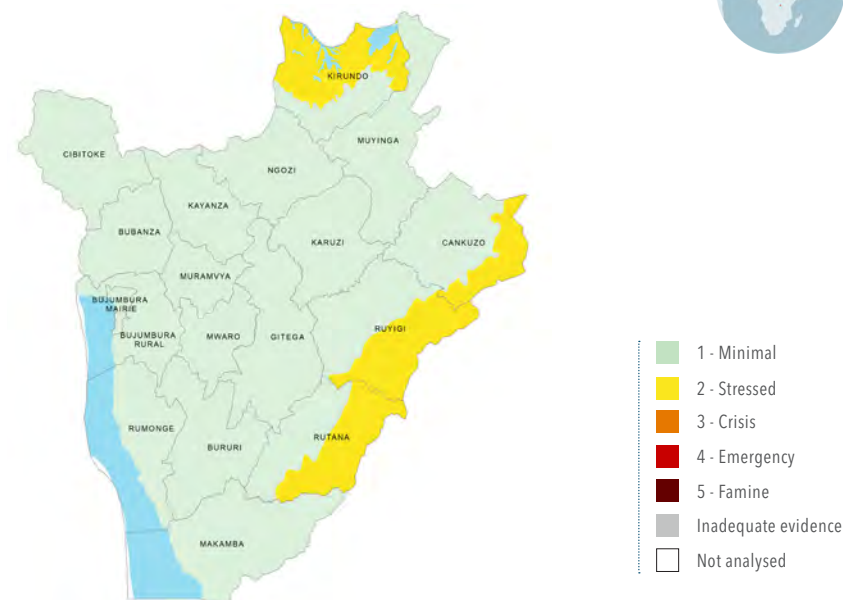 KIRUNDO
MUYINGA
CIBITOKE
NGOZI
KAYANZA
BUBANZA
KARUZI
CANKUZO
MURAMVYA
BUJUMBURA
MAIRIE
RUYIGI
BUJUMBURA
RURAL
MWARO
GITEGA
RUMONGE
RUTANA
BURURI
MAKAMBA
1 - Minimal
2 - Stressed
3 - Crisis
4 - Emergency
5 - Famine
Inadequate evidence
Not analysed